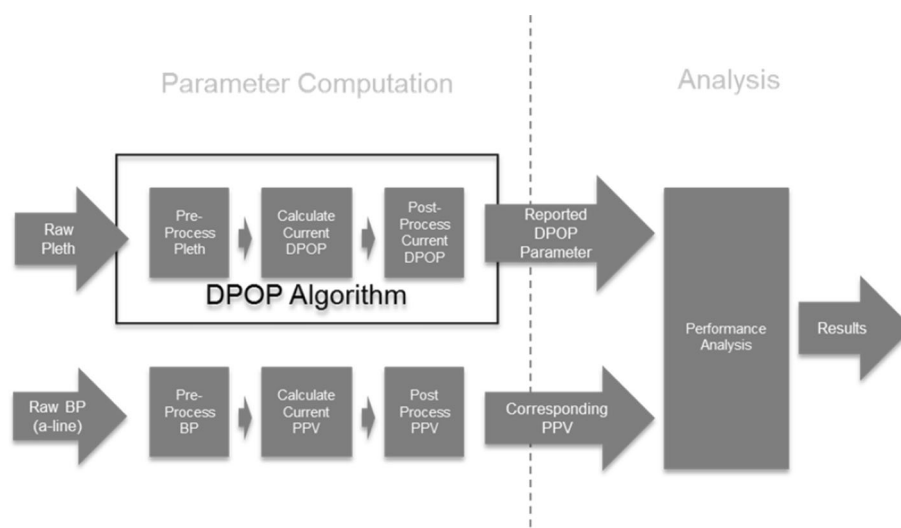 Parameter Computation
Analysis
Raw
Pleth
Pre-
Process
Pleth
Calculate
Current
DPOP
Post-
Process
Current
DPOP
DPOP Algorithm
Reported
DPOP
Parameter
Performance
Analysis
Results
Raw BP
(a-line)
Pre-
Process
BP
Calculate
Current
PPV
Post
Process
PPV
Corresponding
PPV